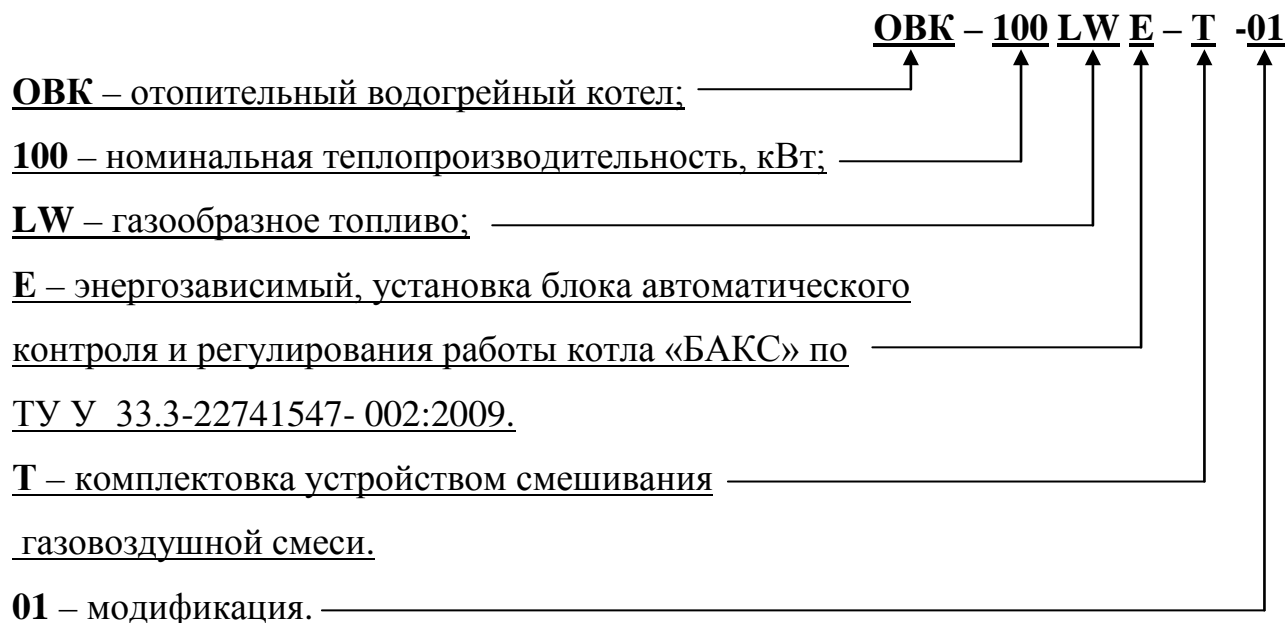 ОВК – 100 LW Е – Т -01
ОВК – отопительный водогрейный котел;
100 – номинальная теплопроизводительность, кВт;
LW – газообразное топливо;
Е – энергозависимый, установка блока автоматического
контроля и регулирования работы котла «БАКС» по
ТУ У 33.3-22741547- 002:2009.
Т – комплектовка устройством смешивания
газовоздушной смеси.
01 – модификация.